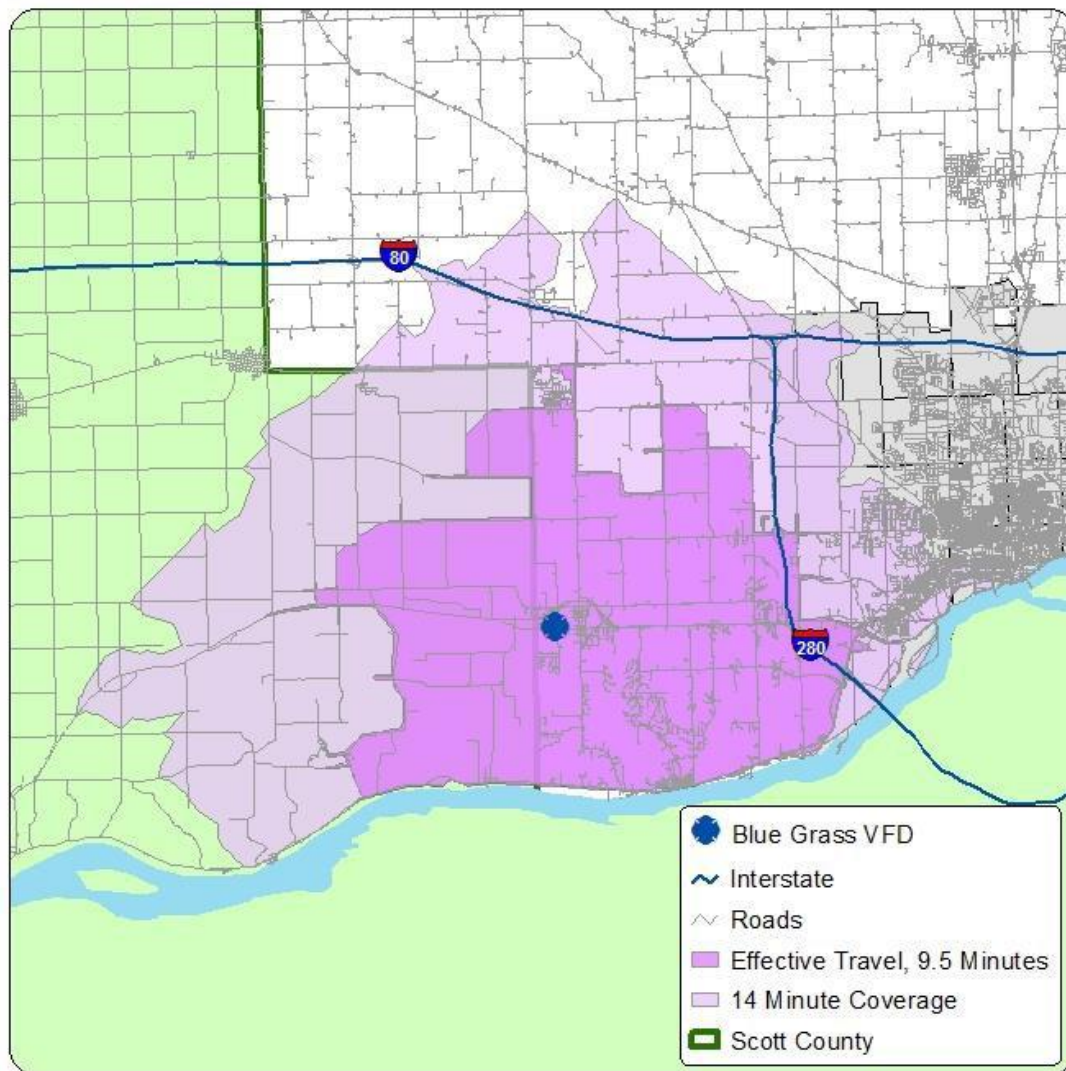 80
280
Blue Grass VFD
Interstate
Roads
Effective Travel, 9.5 Minutes
14 Minute Coverage
Scott County